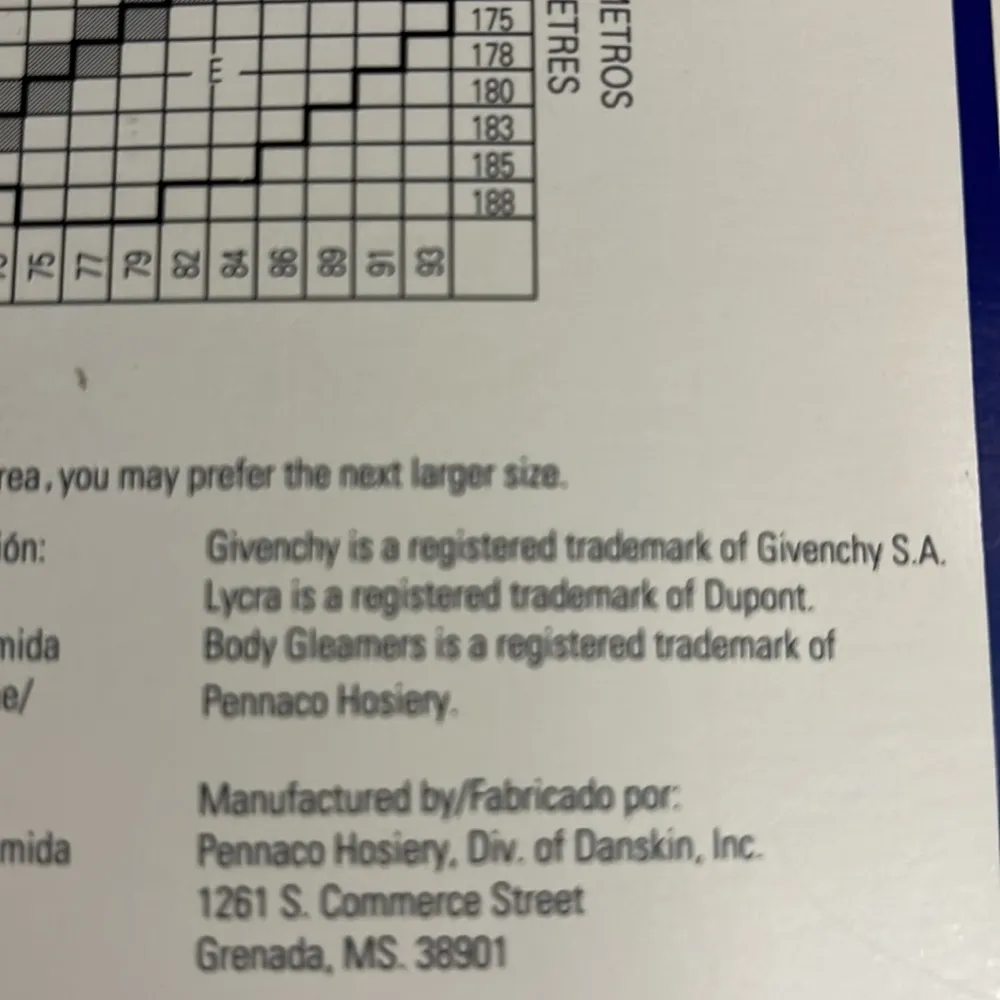 175
178
E
180
183
185
188
75 77 79 82 84 86 89 91 93
ETRES
METROS
rea, you may prefer the next larger size.
ión: Givenchy is a registered trademark of Givenchy S.A.
Lycra is a registered trademark of Dupont.
mida Body Gleamers is a registered trademark of
e/ Pennaco Hosiery.
Manufactured by/Fabricado por:
mida Pennaco Hosiery, Div. of Danskin, Inc.
1261 S. Commerce Street
Grenada, MS. 38901